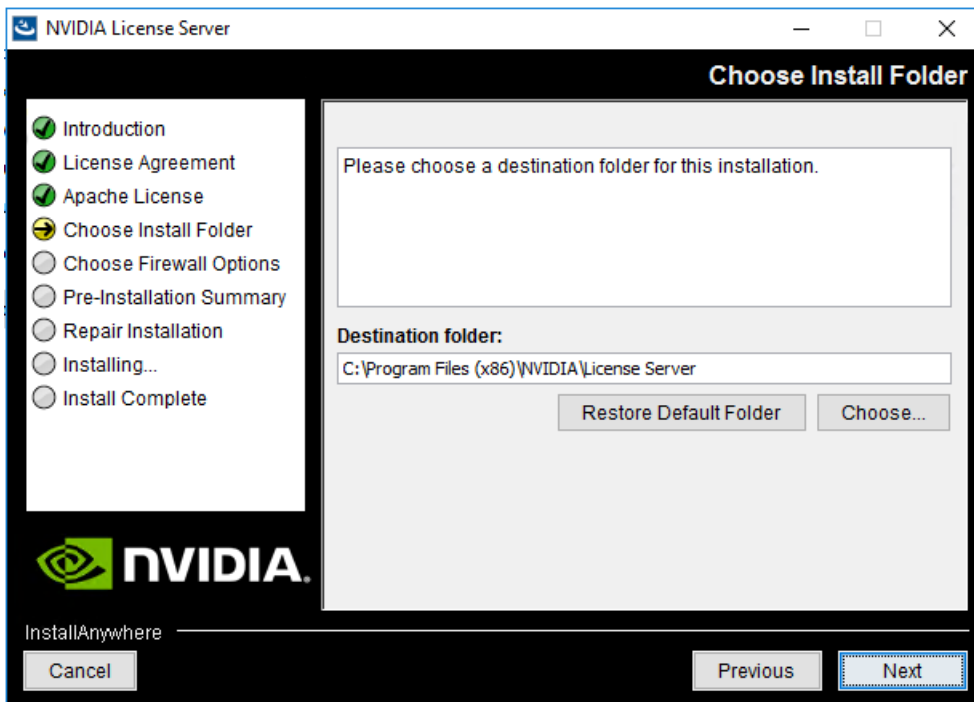 NVIDIA License Server
Choose Install Folder
Introduction
License Agreement
Apache License
Choose Install Folder
Choose Firewall Options
Pre-Installation Summary
Repair Installation
Installing...
Install Complete
Please choose a destination folder for this installation.
Destination folder:
C:\Program Files (x86)\NVIDIA\License Server
Restore Default Folder
Choose...
NVIDIA.
InstallAnywhere
Cancel
Previous
Next